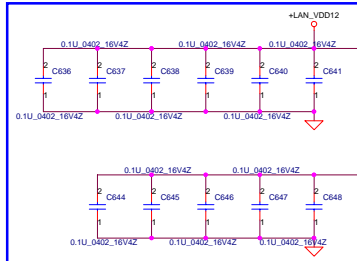 +LAN_VDD12
0.1U_0402_16V4Z 0.1U_0402_16V4Z 0.1U_0402_16V4Z
2 2 2 2 2 2
C636 C637 C638 C639 C640 C641
1 1 1 1 1 1
0.1U_0402_16V4Z 0.1U_0402_16V4Z 0.1U_0402_16V4Z
0.1U_0402_16V4Z 0.1U_0402_16V4Z
2 2 2 2 2
C644 C645 C646 C647 C648
1 1 1 1 1
0.1U_0402_16V4Z 0.1U_0402_16V4Z 0.1U_0402_16V4Z